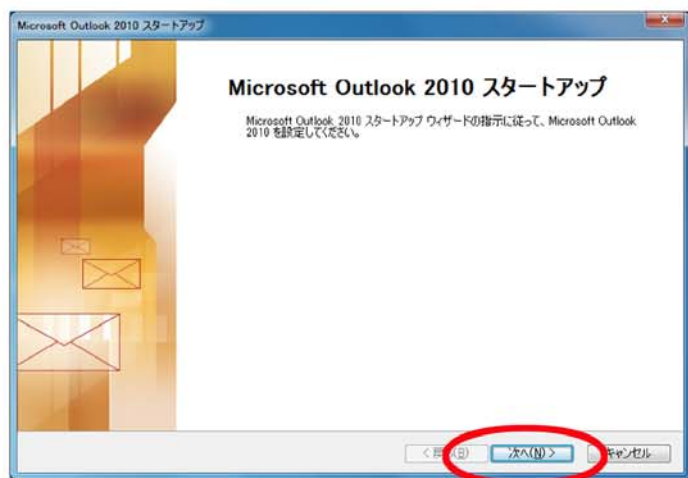 Microsoft Outlook 2010 スタートアップ
Microsoft Outlook 2010 スタートアップ
Microsoft Outlook 2010 スタートアップ ウィザードの指示に従って、Microsoft Outlook
2010 を設定してください。
< 戻る(B) 次へ(N) > キャンセル